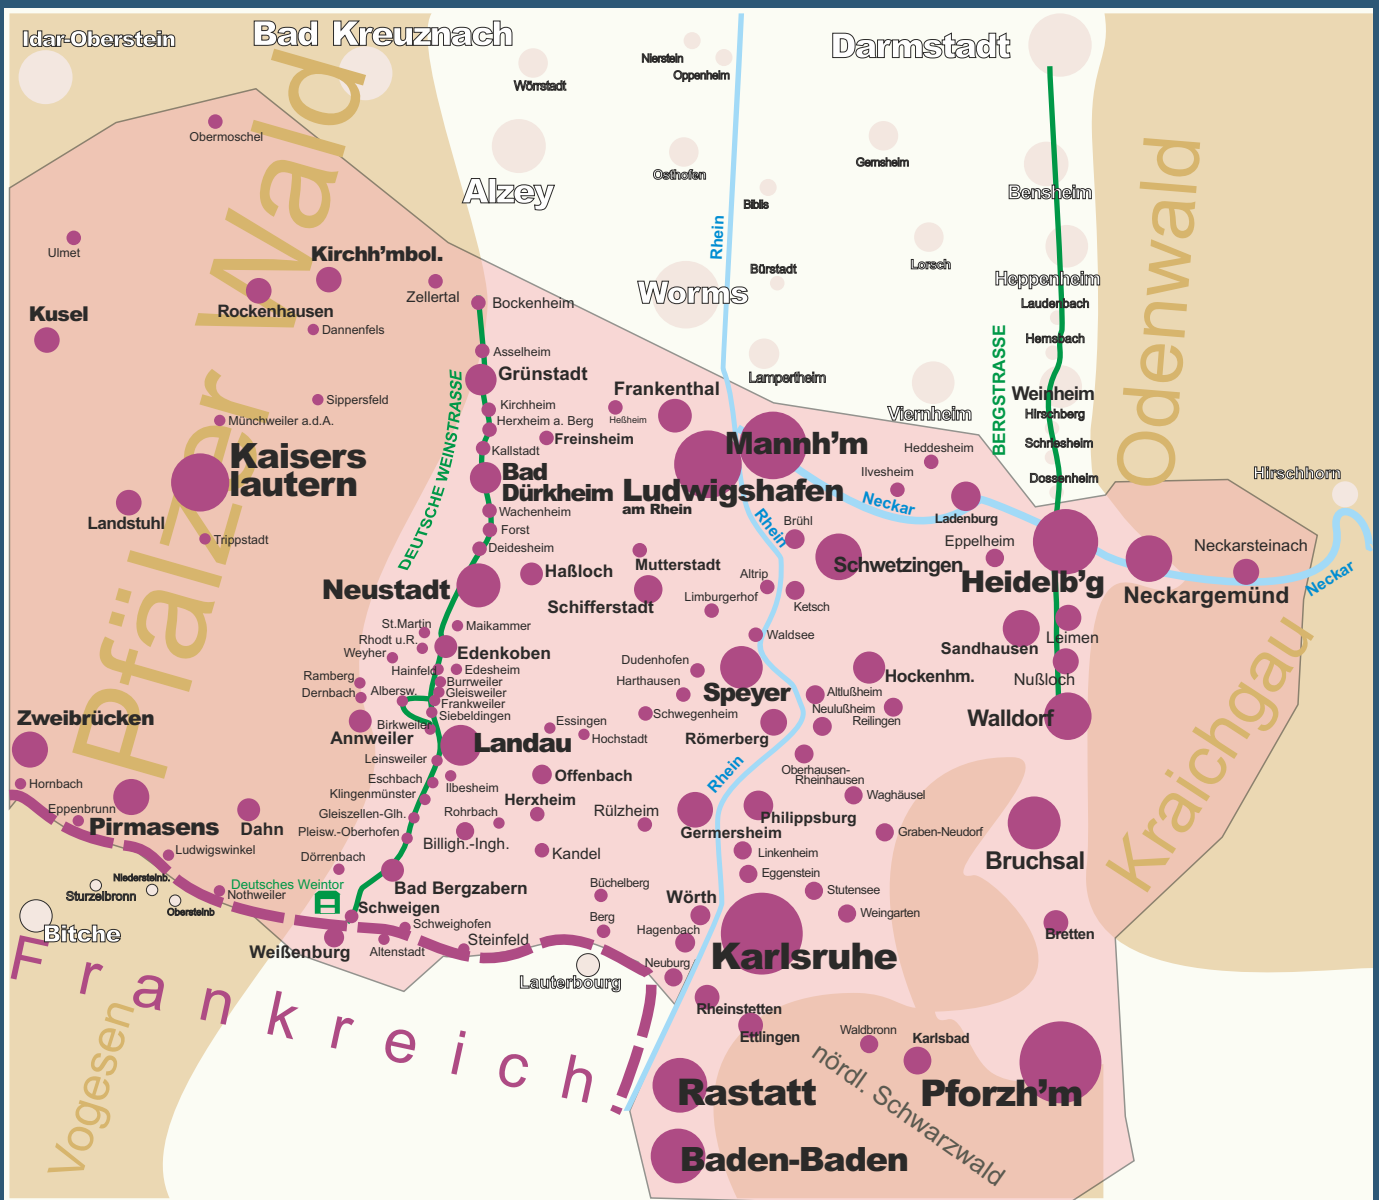 Idar-Oberstein
Bad Kreuznach
Nierstein
Oppenheim
Wörrstadt
Darmstadt
Obermoschel
Osthofen
Gernsheim
Alzey
Biblis
Bensheim
Pfälzer Wald
Odenwald
Rhein
Ulmet
Kirchh'mbol.
Zellertal
Bockenheim
Bürstadt
Lorsch
Heppenheim
Worms
Laudenbach
Rockenhausen
Kusel
Dannenfels
Hemsbach
Asselheim
Grünstadt
Lampertheim
BERGSTRASSE
DEUTSCHE WEINSTRASSE
Frankenthal
Weinheim
Sippersfeld
Kirchheim
Heßheim
Viernheim
Hirschberg
Münchweiler a.d.A.
Herxheim a. Berg
Freinsheim
Mannh'm
Schriesheim
Kallstadt
Heddesheim
Kaisers
lautern
Bad
Dürkheim
Ilvesheim
Dossenheim
Hirschhorn
Ludwigshafen
am Rhein
Neckar
Landstuhl
Wachenheim
Rhein
Brühl
Ladenburg
Forst
Trippstadt
Deidesheim
Eppelheim
Neckarsteinach
Haßloch
Mutterstadt
Schwetzingen
Altrip
Heidelb'g
Neckar
Neustadt
Schifferstadt
Limburgerhof
Ketsch
Neckargemünd
St.Martin
Maikammer
Waldsee
Leimen
Rhodt u.R.
Sandhausen
Weyher
Edenkoben
Dudenhofen
Hainfeld
Edesheim
Ramberg
Harthausen
Hockenhm.
Nußloch
Burrweiler
Dernbach
Albersw.
Gleisweiler
Speyer
Altlußheim
Frankweiler
Neulußheim
Siebeldingen
Schwegenheim
Reilingen
Walldorf
Zweibrücken
Birkweiler
Essingen
Annweiler
Landau
Hochstadt
Römerberg
Kraichgau
Leinsweiler
Rhein
Oberhausen-
Rheinhausen
Hornbach
Eschbach
Ilbesheim
Offenbach
Klingenmünster
Herxheim
Waghäusel
Eppenbrunn
Gleiszellen-Glh.
Rohrbach
Rülzheim
Philippsburg
Pirmasens
Dahn
Pleisw.-Oberhofen
Germersheim
Graben-Neudorf
Billigh.-Ingh.
Ludwigswinkel
Dörrenbach
Kandel
Linkenheim
Bruchsal
Niedersteinb.
Eggenstein
Deutsches Weintor
Bad Bergzabern
Büchelberg
Sturzelbronn
Nothweiler
Wörth
Stutensee
Obersteinb
Schweigen
Weingarten
Bitche
Schweighofen
Berg
Hagenbach
Bretten
Steinfeld
Weißenburg
Altenstadt
Karlsruhe
Neuburg
Lauterbourg
Frankreich
Rheinstetten
Ettlingen
Waldbronn
Karlsbad
Vogesen
nördl. Schwarzwald
Rastatt
Pforzh'm
Baden-Baden